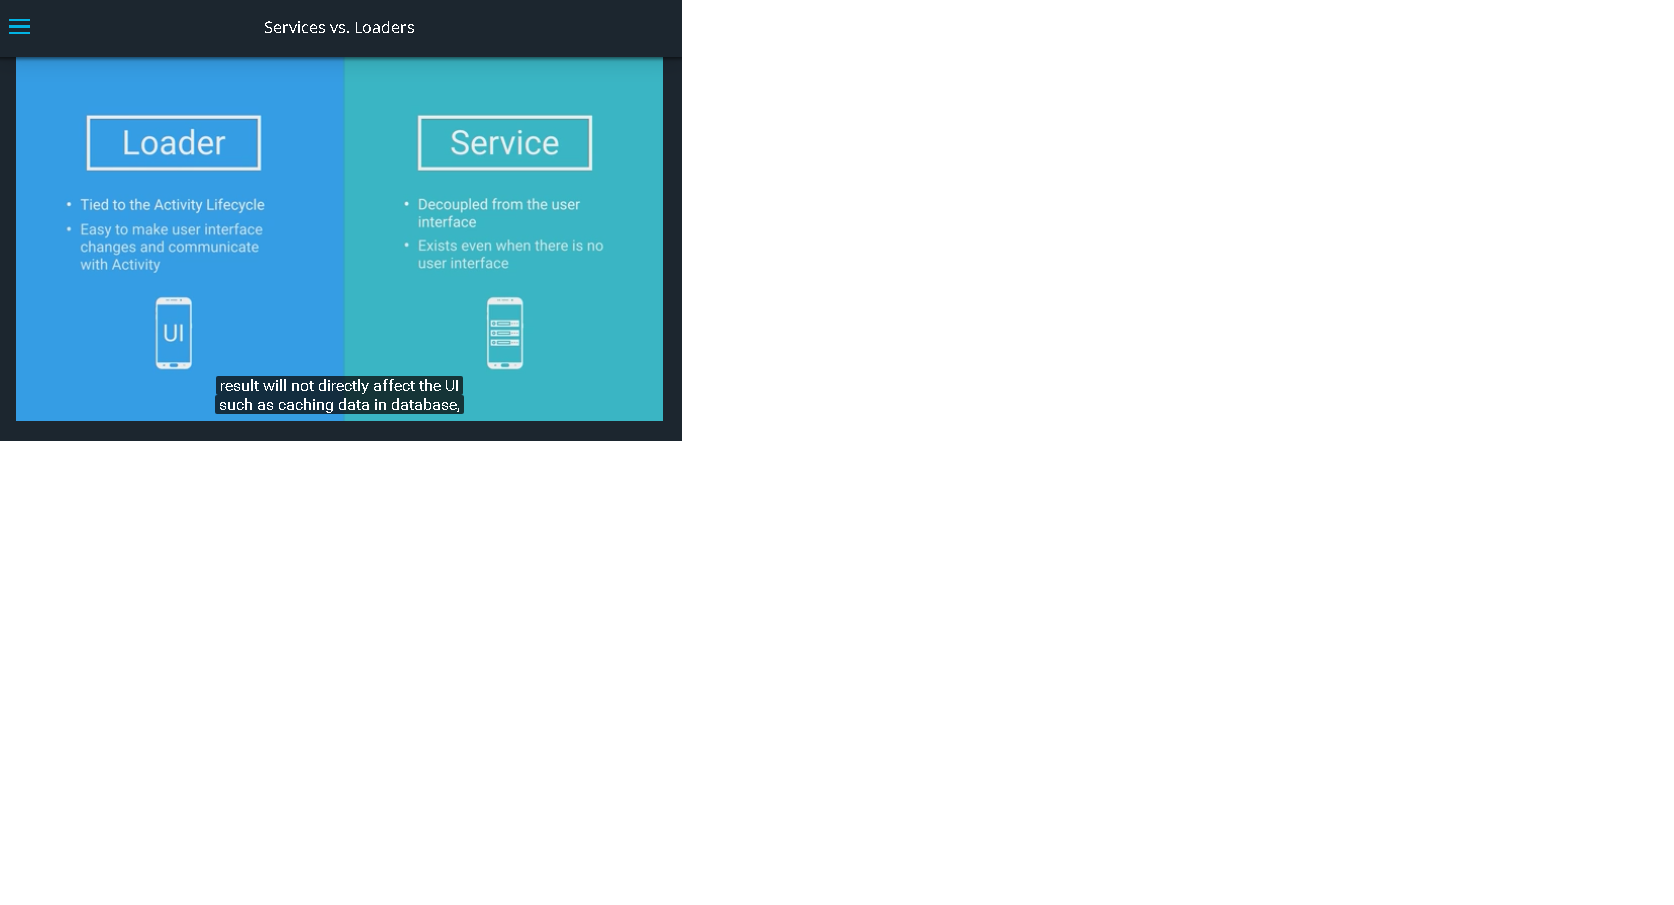 Services vs. Loaders
Loader
• Tied to the Activity Lifecycle
• Easy to make user interface
changes and communicate
with Activity
UI
Service
• Decoupled from the user
interface
• Exists even when there is no
user interface
result will not directly affect the UI
such as caching data in database,